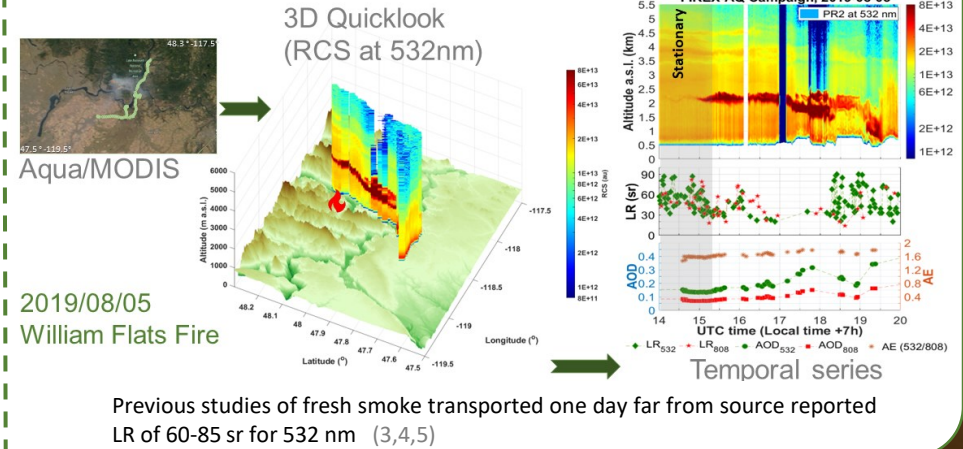 3D Quicklook
(RCS at 532nm)
48.3 ° -117.5°
47.5 ° -119.5°
Aqua/MODIS
2019/08/05
William Flats Fire
6000
5000
4000
3000
2000
1000
0
Altitude (m a.s.l.)
48.2
48.1
48
47.9
47.8
47.7
47.6
47.5
Latitude (°)
-119.5
-119
-118.5
-118
-117.5
Longitude (°)
8E+13
6E+13
4E+13
2E+13
1E+13
8E+12
6E+12
4E+12
2E+12
1E+12
8E+11
RCS (au)
PR2 at 532 nm
Stationary
5.5
5
4.5
4
3.5
3
2.5
2
1.5
1
0.5
0
Altitude a.s.l. (km)
8E+13
4E+13
2E+13
1E+13
6E+12
2E+12
1E+12
90
60
30
0
LR (sr)
0.4
0.3
0.2
0.1
0
AOD
2
1.6
1.2
0.8
0.4
AE
14 15 16 17 18 19 20
UTC time (Local time +7h)
LR532 LR808 AOD532 AOD808 AE (532/808)
Temporal series
Previous studies of fresh smoke transported one day far from source reported
LR of 60-85 sr for 532 nm (3,4,5)